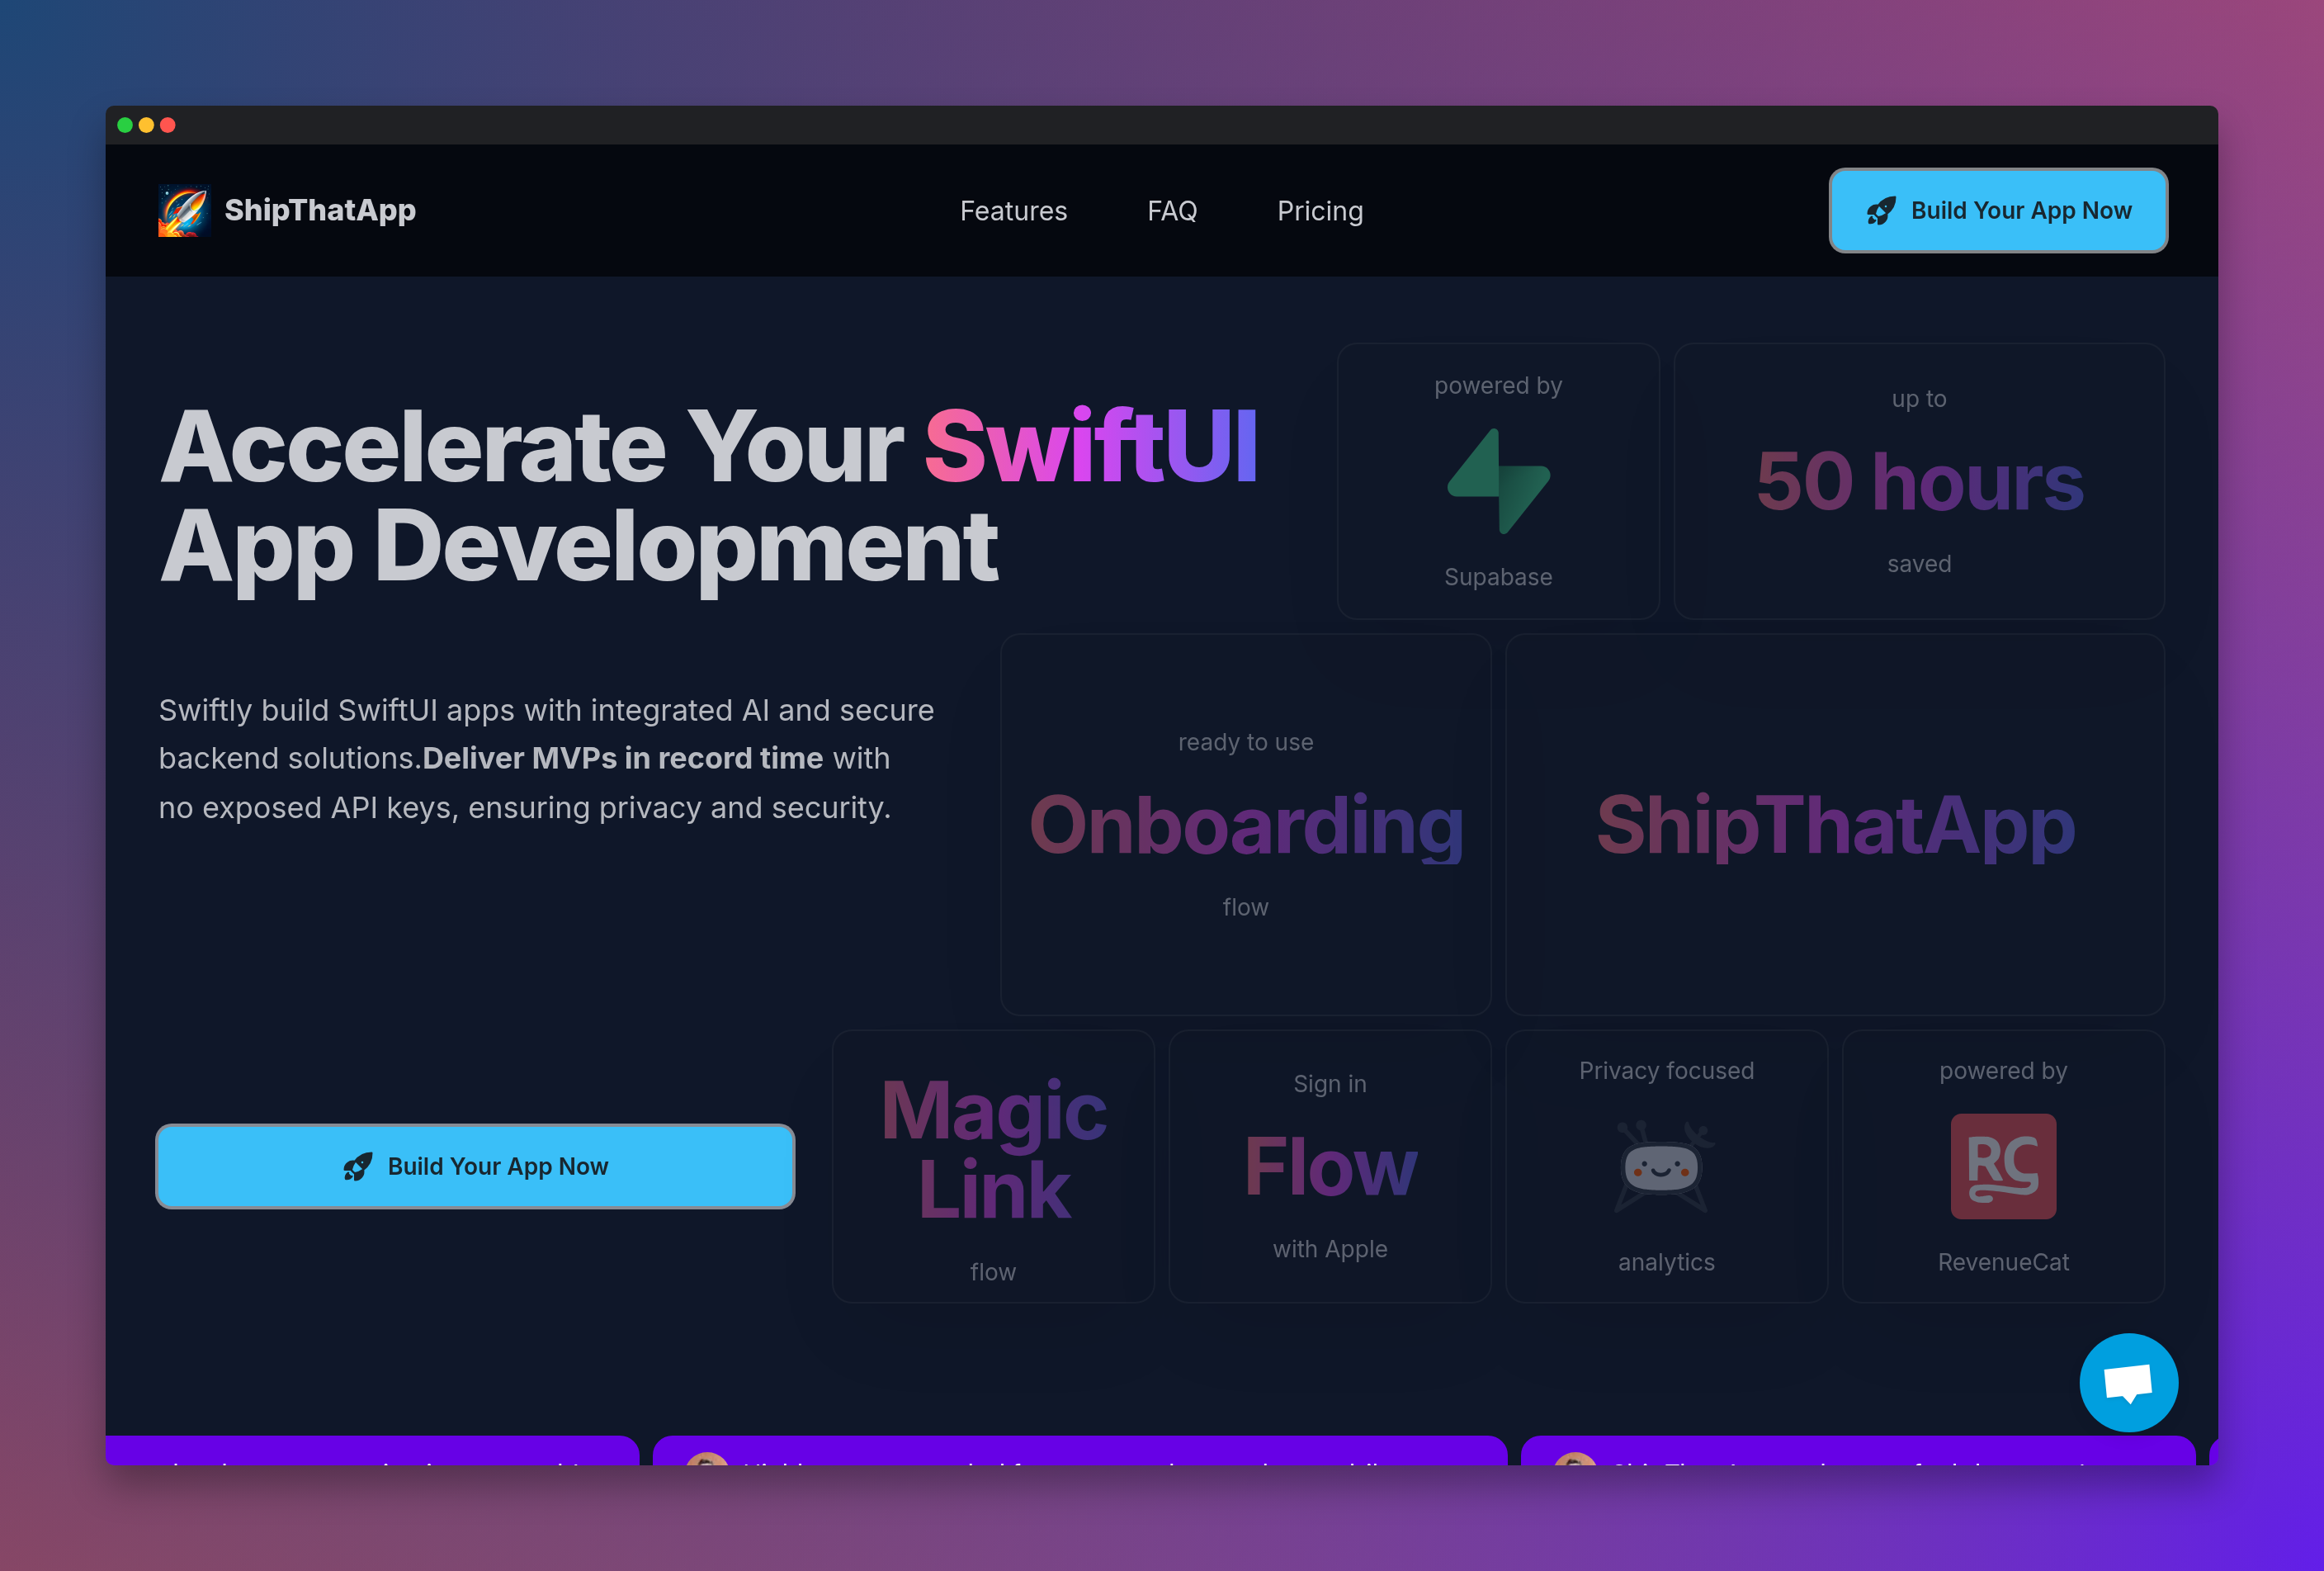 ShipThatApp
Features
FAQ
Pricing
Build Your App Now
Accelerate Your SwiftUI
App Development
Swiftly build SwiftUI apps with integrated AI and secure
backend solutions.Deliver MVPs in record time with
no exposed API keys, ensuring privacy and security.
Build Your App Now
powered by
Supabase
up to
50 hours
saved
ready to use
Onboarding
flow
ShipThatApp
Magic
Link
flow
Sign in
Flow
with Apple
Privacy focused
analytics
powered by
RC
RevenueCat